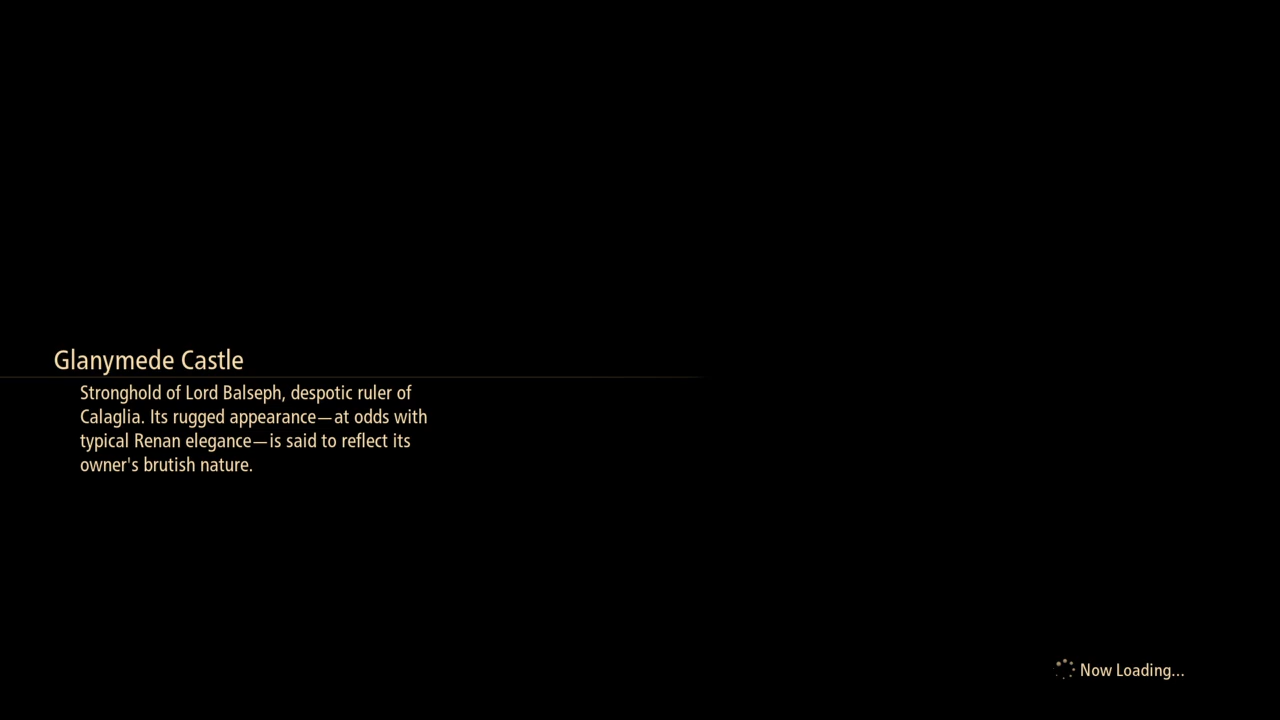 Glanymede Castle
Stronghold of Lord Balseph, despotic ruler of
Calaglia. Its rugged appearance—at odds with
typical Renan elegance—is said to reflect its
owner's brutish nature.
Now Loading...